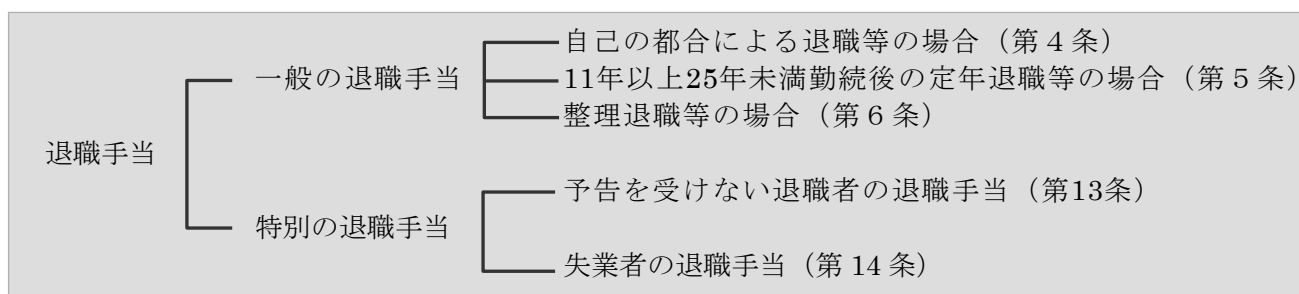 自己の都合による退職等の場合（第４条）
一般の退職手当
11年以上25年未満勤続後の定年退職等の場合（第５条）
整理退職等の場合（第６条）
退職手当
予告を受けない退職者の退職手当（第13条）
特別の退職手当
失業者の退職手当（第 14 条）